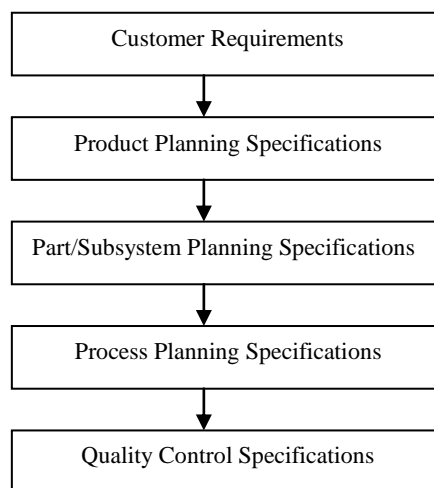 Customer Requirements
Product Planning Specifications
Part/Subsystem Planning Specifications
Process Planning Specifications
Quality Control Specifications